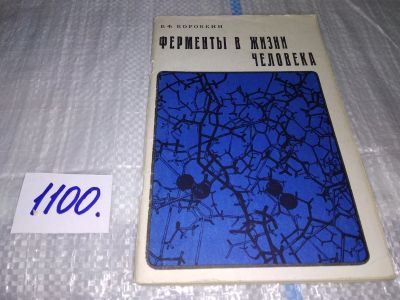 Б. Ф. КОРОВКИН
ФЕРМЕНТЫ В ЖИЗНИ
ЧЕЛОВЕКА
1100.